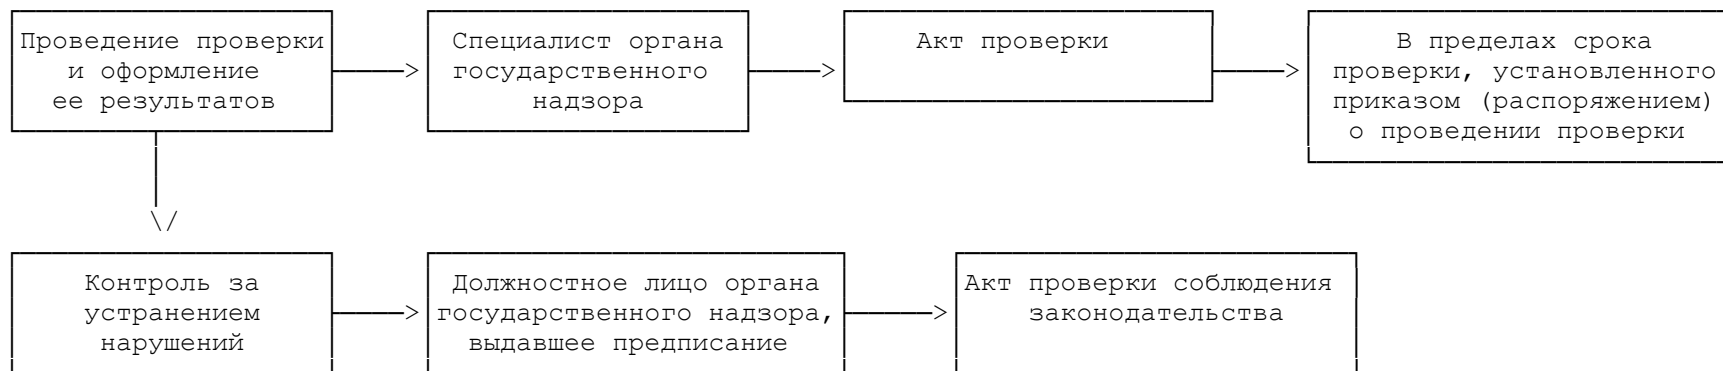 Проведение проверки
и оформление
ее результатов
Специалист органа
государственного
надзора
Акт проверки
В пределах срока
проверки, установленного
приказом (распоряжением)
о проведении проверки
Контроль за
устранением
нарушений
Должностное лицо органа
государственного надзора,
выдавшее предписание
Акт проверки соблюдения
законодательства